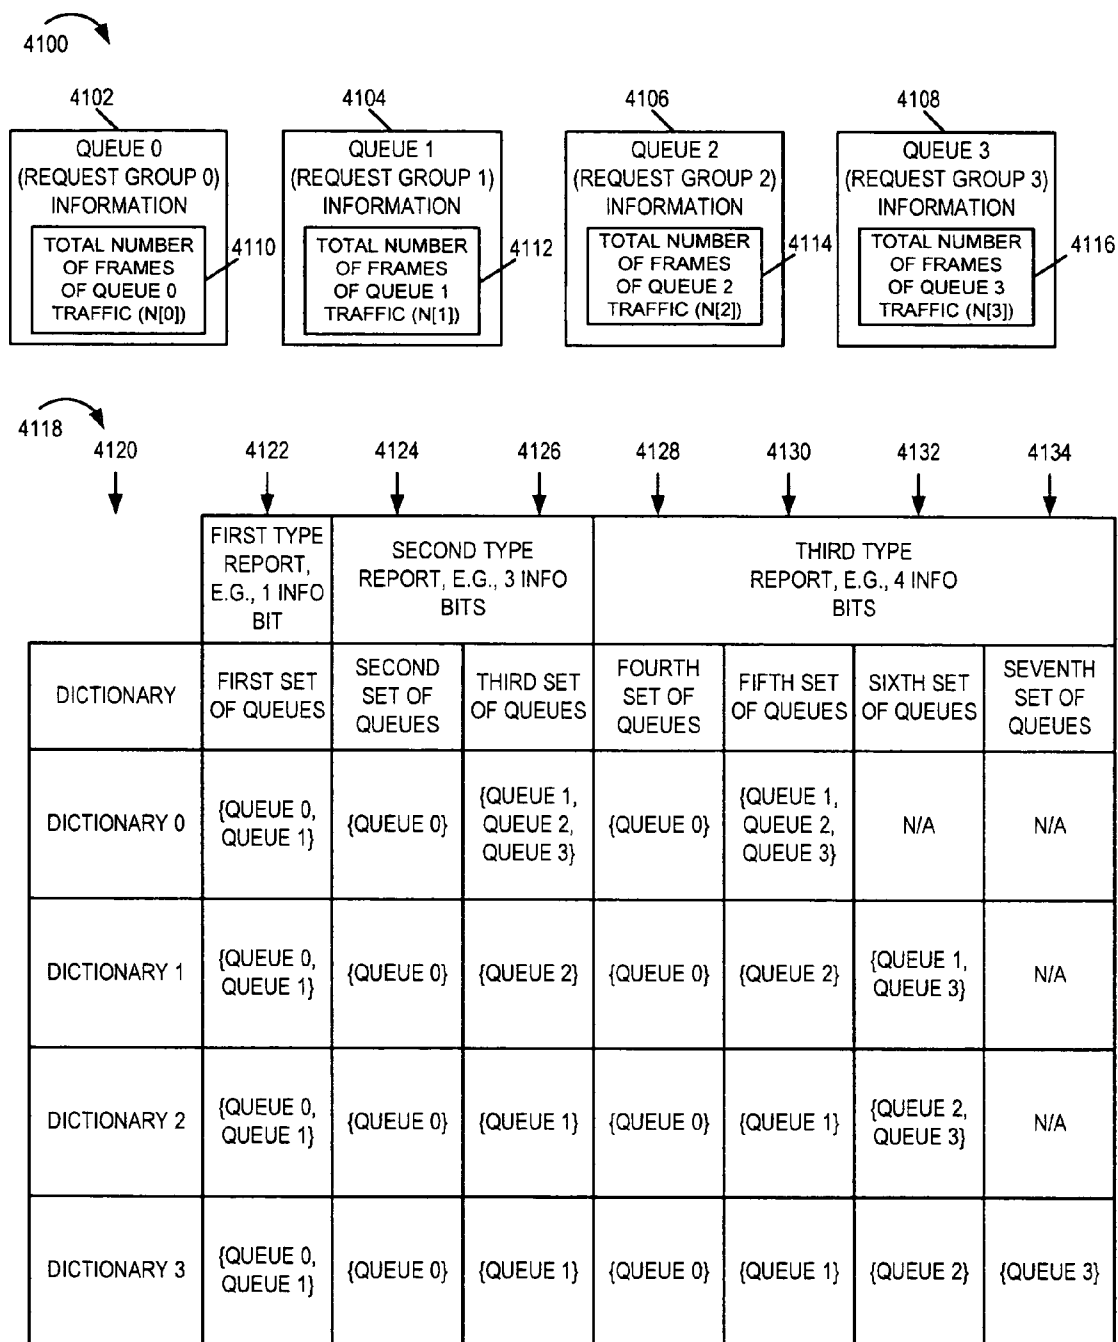 4100
4102
4104
4106
4108
QUEUE 0
(REQUEST GROUP 0)
INFORMATION
TOTAL NUMBER
OF FRAMES
OF QUEUE 0
TRAFFIC (N[0])
4110
QUEUE 1
(REQUEST GROUP 1)
INFORMATION
TOTAL NUMBER
OF FRAMES
OF QUEUE 1
TRAFFIC (N[1])
4112
QUEUE 2
(REQUEST GROUP 2)
INFORMATION
TOTAL NUMBER
OF FRAMES
OF QUEUE 2
TRAFFIC (N[2])
4114
QUEUE 3
(REQUEST GROUP 3)
INFORMATION
TOTAL NUMBER
OF FRAMES
OF QUEUE 3
TRAFFIC (N[3])
4116
4118
4120
4122
4124
4126
4128
4130
4132
4134
FIRST TYPE
REPORT,
E.G., 1 INFO
BIT
SECOND TYPE
REPORT, E.G., 3 INFO
BITS
THIRD TYPE
REPORT, E.G., 4 INFO
BITS
DICTIONARY
FIRST SET
OF QUEUES
SECOND
SET OF
QUEUES
THIRD SET
OF QUEUES
FOURTH
SET OF
QUEUES
FIFTH SET
OF QUEUES
SIXTH SET
OF QUEUES
SEVENTH
SET OF
QUEUES
DICTIONARY 0
{QUEUE 0,
QUEUE 1}
{QUEUE 0}
{QUEUE 1,
QUEUE 2,
QUEUE 3}
{QUEUE 0}
{QUEUE 1,
QUEUE 2,
QUEUE 3}
N/A
N/A
DICTIONARY 1
{QUEUE 0,
QUEUE 1}
{QUEUE 0}
{QUEUE 2}
{QUEUE 0}
{QUEUE 2}
{QUEUE 1,
QUEUE 3}
N/A
DICTIONARY 2
{QUEUE 0,
QUEUE 1}
{QUEUE 0}
{QUEUE 1}
{QUEUE 0}
{QUEUE 1}
{QUEUE 2,
QUEUE 3}
N/A
DICTIONARY 3
{QUEUE 0,
QUEUE 1}
{QUEUE 0}
{QUEUE 1}
{QUEUE 0}
{QUEUE 1}
{QUEUE 2}
{QUEUE 3}